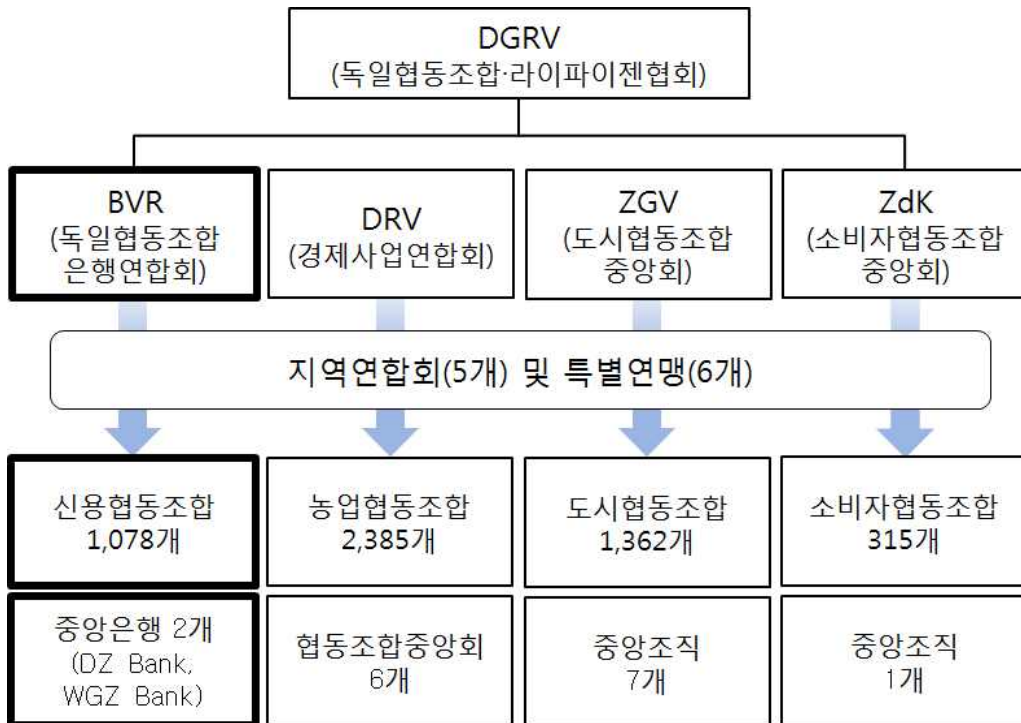 DGRV
(독일협동조합·라이파이젠협회)
BVR
(독일협동조합
은행연합회)
DRV
(경제사업연합회)
ZGV
(도시협동조합
중앙회)
ZdK
(소비자협동조합
중앙회)
지역연합회(5개) 및 특별연맹(6개)
신용협동조합
1,078개
농업협동조합
2,385개
도시협동조합
1,362개
소비자협동조합
315개
중앙은행 2개
(DZ Bank,
WGZ Bank)
협동조합중앙회
6개
중앙조직
7개
중앙조직
1개